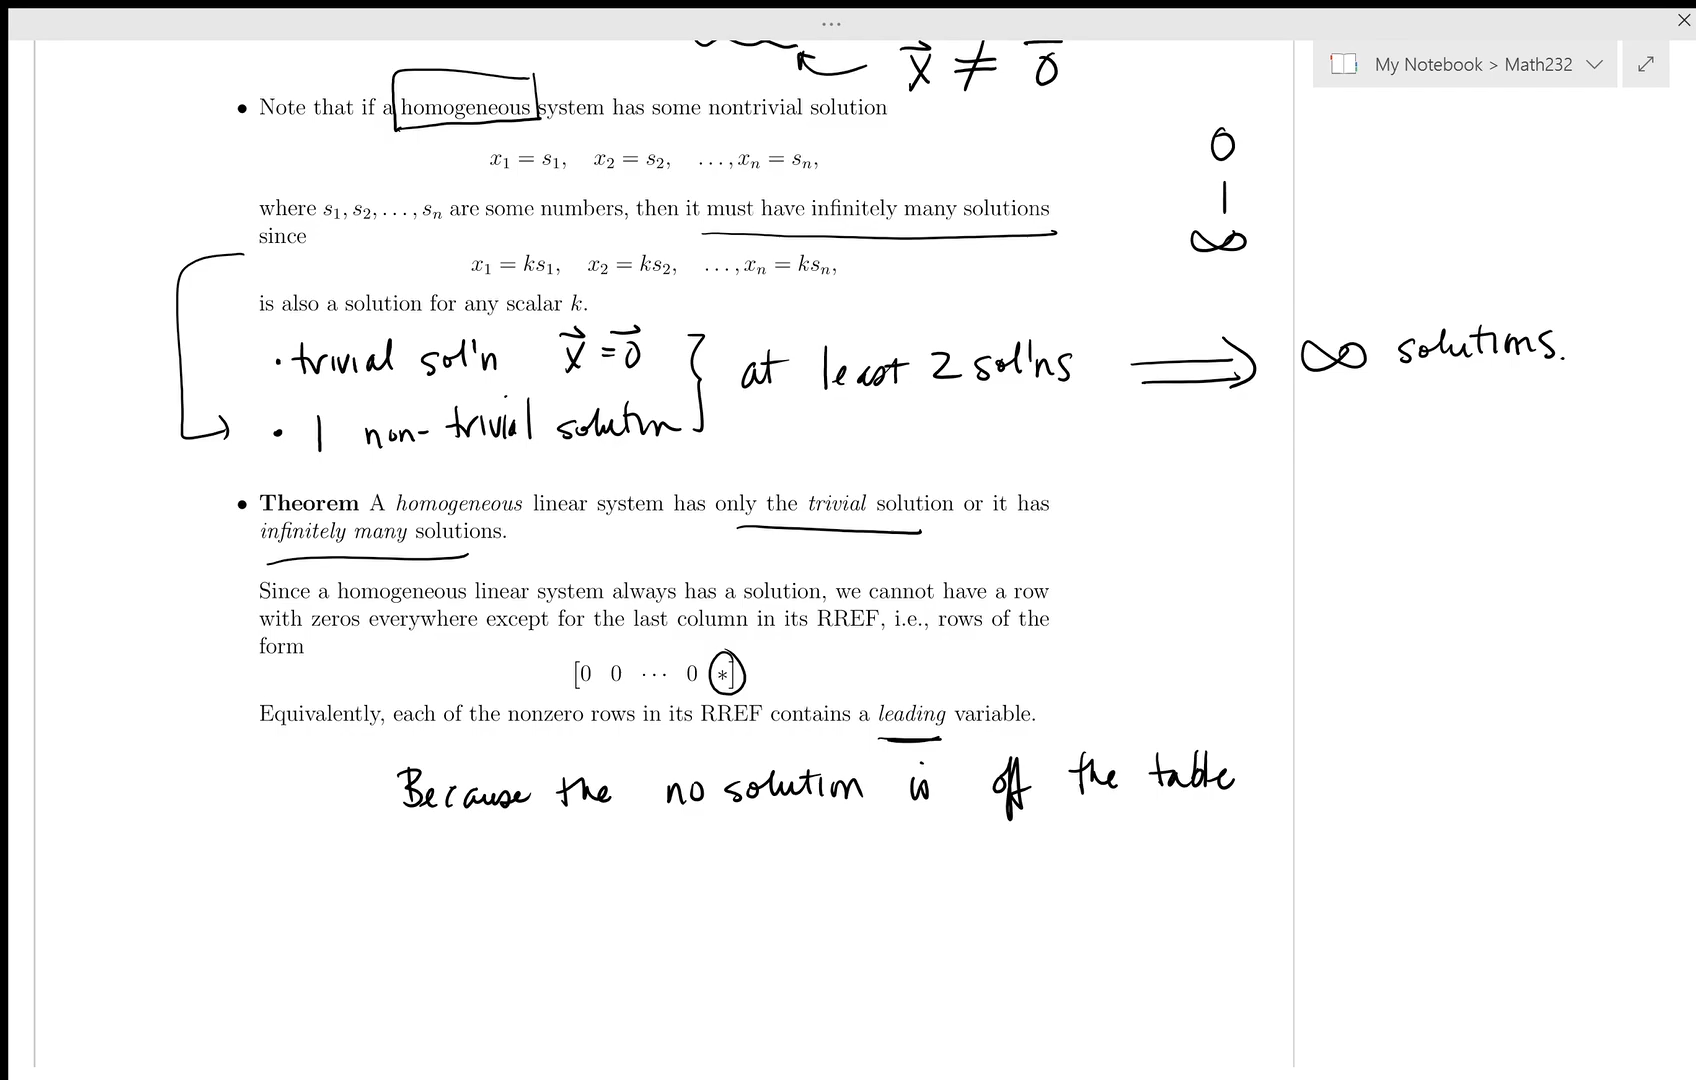 ...
×
My Notebook > Math232
x⃗ ≠ 0⃗
• Note that if a homogeneous system has some nontrivial solution
x₁ = s₁, x₂ = s₂, ..., xₙ = sₙ,
0
1
∞
where s₁, s₂, ..., sₙ are some numbers, then it must have infinitely many solutions
since
x₁ = ks₁, x₂ = ks₂, ..., xₙ = ksₙ,
is also a solution for any scalar k.
• trivial sol'n x⃗ = 0⃗ } at least 2 sol'ns ⟹ ∞ solutions.
• 1 non-trivial solution
• Theorem A homogeneous linear system has only the trivial solution or it has
infinitely many solutions.
Since a homogeneous linear system always has a solution, we cannot have a row
with zeros everywhere except for the last column in its RREF, i.e., rows of the
form
[0 0 ⋯ 0 *]
Equivalently, each of the nonzero rows in its RREF contains a leading variable.
Because the no solution is off the table